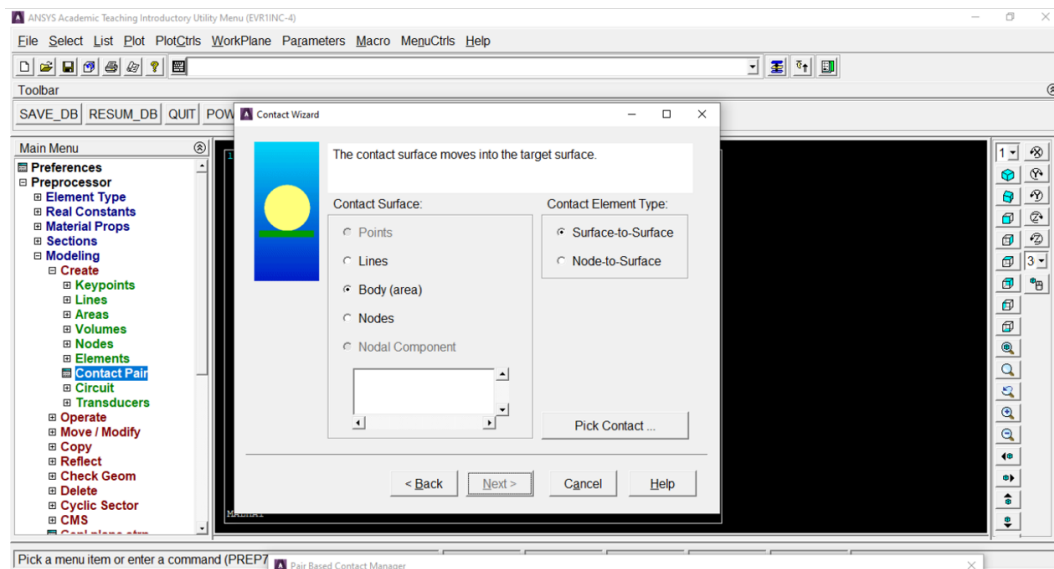 ANSYS Academic Teaching Introductory Utility Menu (EVR1INC-4)
File Select List Plot PlotCtrls WorkPlane Parameters Macro MenuCtrls Help
Toolbar
SAVE_DB RESUM_DB QUIT POW
Contact Wizard
Main Menu
Preferences
Preprocessor
Element Type
Real Constants
Material Props
Sections
Modeling
Create
Keypoints
Lines
Areas
Volumes
Nodes
Elements
Contact Pair
Circuit
Transducers
Operate
Move / Modify
Copy
Reflect
Check Geom
Delete
Cyclic Sector
CMS
1
The contact surface moves into the target surface.
Contact Surface:
Points
Lines
Body (area)
Nodes
Nodal Component
Contact Element Type:
Surface-to-Surface
Node-to-Surface
Pick Contact ...
< Back Next > Cancel Help
1
3
Pick a menu item or enter a command (PREP7
Pair Based Contact Manager